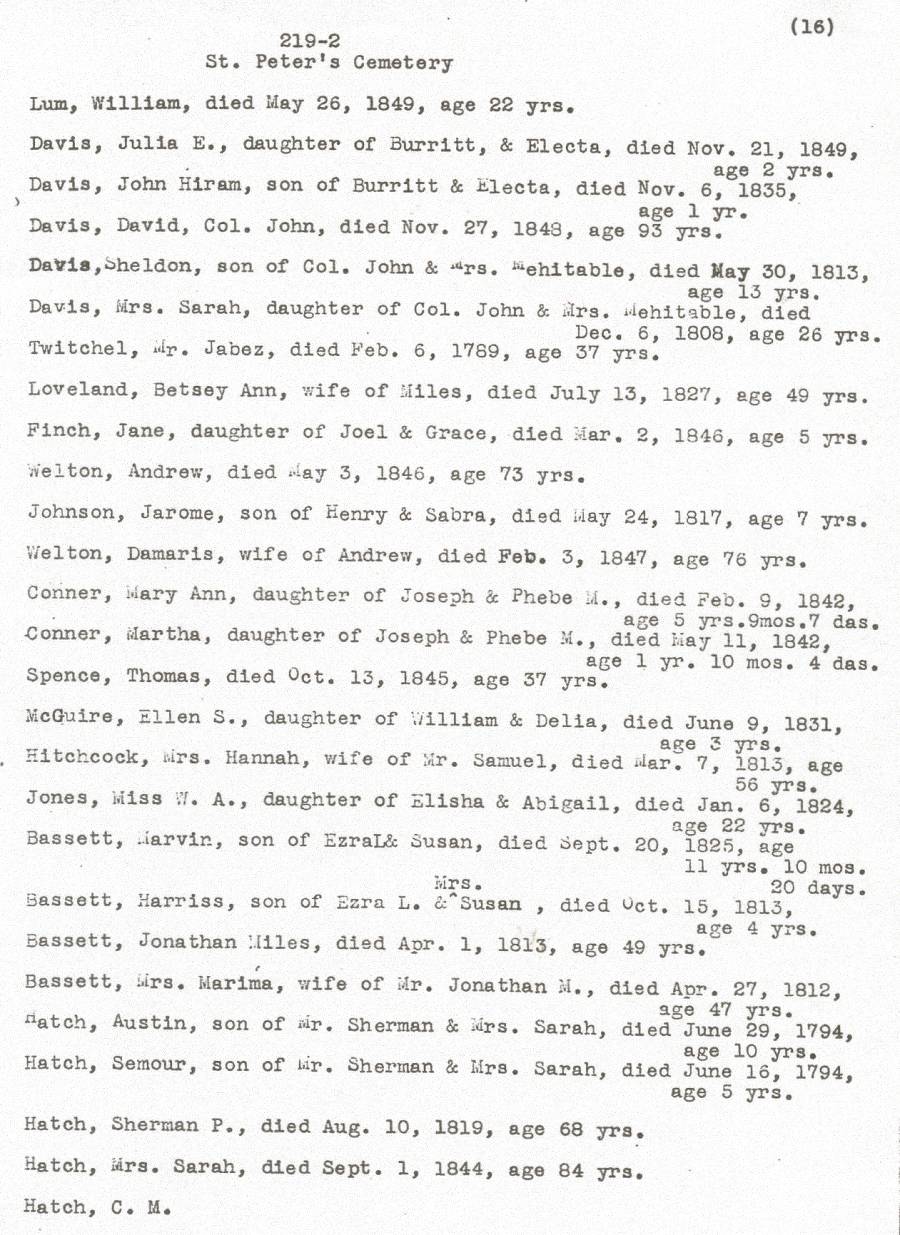 (16)
219-2
St. Peter's Cemetery
Lum, William, died May 26, 1849, age 22 yrs.
Davis, Julia E., daughter of Burritt, & Electa, died Nov. 21, 1849,
age 2 yrs.
Davis, John Hiram, son of Burritt & Electa, died Nov. 6, 1835,
age 1 yr.
Davis, David, Col. John, died Nov. 27, 1848, age 93 yrs.
Davis,Sheldon, son of Col. John & Mrs. Mehitable, died May 30, 1813,
age 13 yrs.
Davis, Mrs. Sarah, daughter of Col. John & Mrs. Mehitable, died
Dec. 6, 1808, age 26 yrs.
Twitchel, Mr. Jabez, died Feb. 6, 1789, age 37 yrs.
Loveland, Betsey Ann, wife of Miles, died July 13, 1827, age 49 yrs.
Finch, Jane, daughter of Joel & Grace, died Mar. 2, 1846, age 5 yrs.
Welton, Andrew, died May 3, 1846, age 73 yrs.
Johnson, Jarome, son of Henry & Sabra, died May 24, 1817, age 7 yrs.
Welton, Damaris, wife of Andrew, died Feb. 3, 1847, age 76 yrs.
Conner, Mary Ann, daughter of Joseph & Phebe M., died Feb. 9, 1842,
age 5 yrs.9mos.7 das.
Conner, Martha, daughter of Joseph & Phebe M., died May 11, 1842,
age 1 yr. 10 mos. 4 das.
Spence, Thomas, died Oct. 13, 1845, age 37 yrs.
McGuire, Ellen S., daughter of William & Delia, died June 9, 1831,
age 3 yrs.
Hitchcock, Mrs. Hannah, wife of Mr. Samuel, died Mar. 7, 1813, age
56 yrs.
Jones, Miss W. A., daughter of Elisha & Abigail, died Jan. 6, 1824,
age 22 yrs.
Bassett, Marvin, son of EzraL& Susan, died Sept. 20, 1825, age
11 yrs. 10 mos.
20 days.
Mrs.
Bassett, Harriss, son of Ezra L. &^Susan , died Oct. 15, 1813,
age 4 yrs.
Bassett, Jonathan Miles, died Apr. 1, 1813, age 49 yrs.
Bassett, Mrs. Marima, wife of Mr. Jonathan M., died Apr. 27, 1812,
age 47 yrs.
Hatch, Austin, son of Mr. Sherman & Mrs. Sarah, died June 29, 1794,
age 10 yrs.
Hatch, Semour, son of Mr. Sherman & Mrs. Sarah, died June 16, 1794,
age 5 yrs.
Hatch, Sherman P., died Aug. 10, 1819, age 68 yrs.
Hatch, Mrs. Sarah, died Sept. 1, 1844, age 84 yrs.
Hatch, C. M.